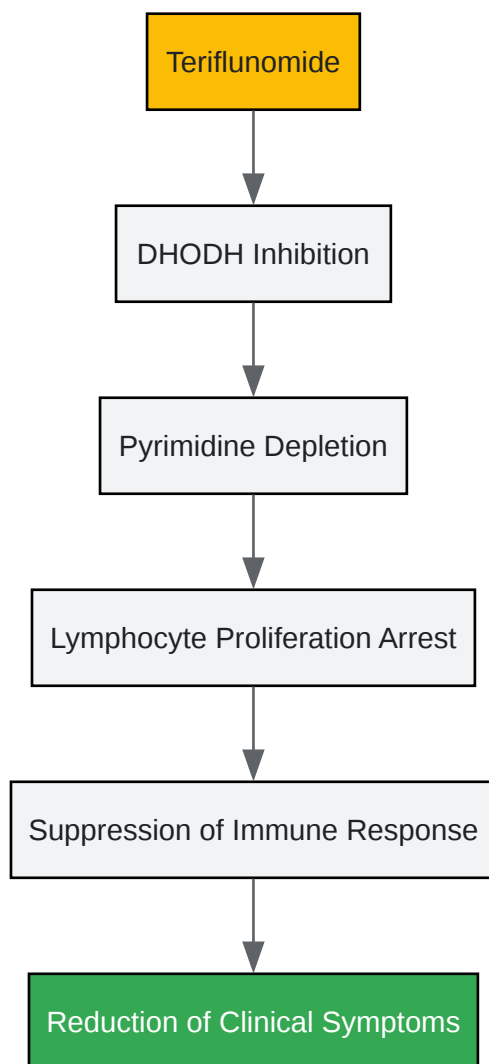 Teriflunomide
DHODH Inhibition
Pyrimidine Depletion
Lymphocyte Proliferation Arrest
Suppression of Immune Response
Reduction of Clinical Symptoms